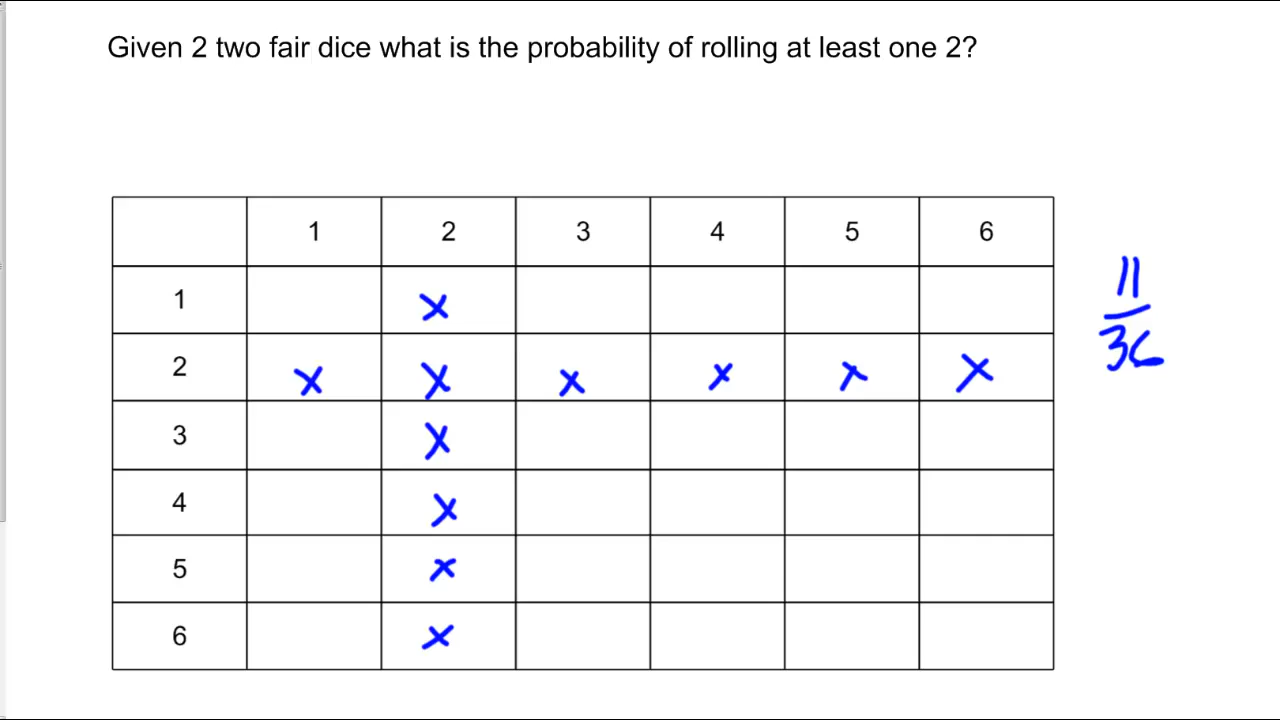 Given 2 two fair dice what is the probability of rolling at least one 2?
1 2 3 4 5 6
1 x
2 x x x x x x
3 x
4 x
5 x
6 x
11
36